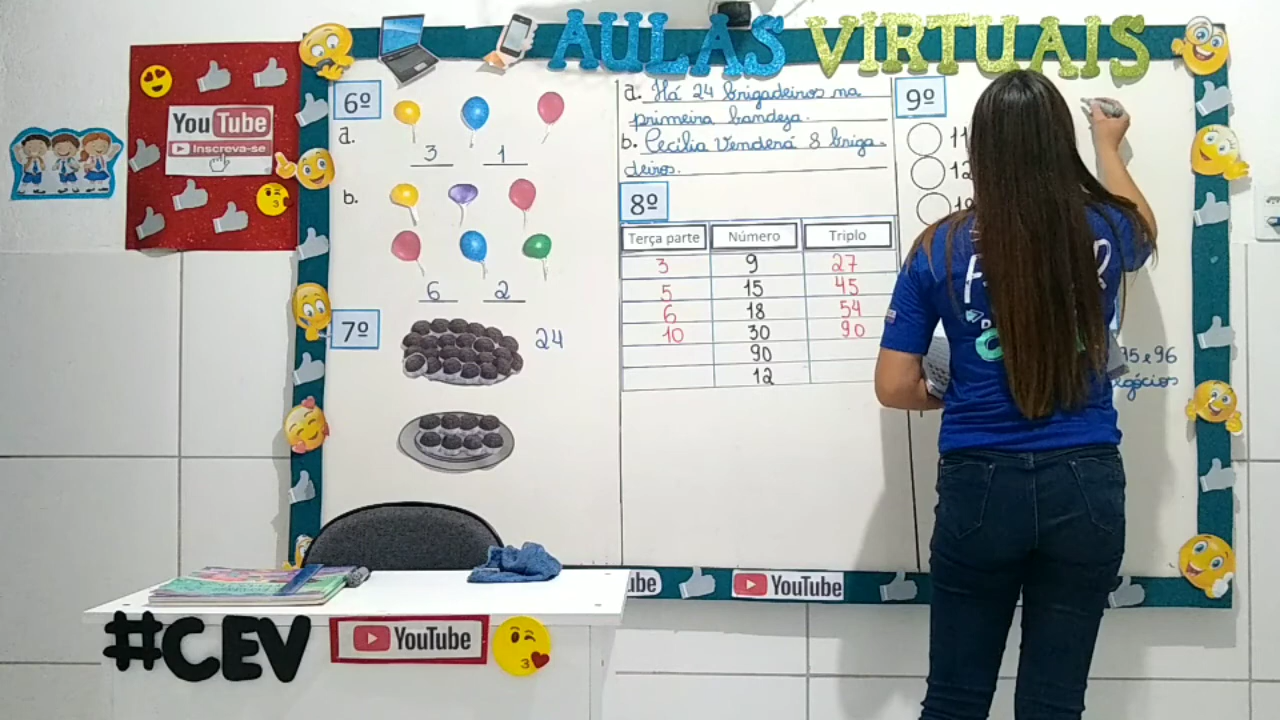 AULAS VIRTUAIS
YouTube
Inscreva-se
6º
a.
3 1
b.
6 2
7º
24
a. Há 24 brigadeiros na
primeira bandeja.
b. Cecília Venderá 8 briga-
deiros.
8º
Terça parte Número Triplo
3 9 27
5 15 45
6 18 54
10 30 90
90
12
9º
11
12
95 e 96
YouTube
#CEV
YouTube